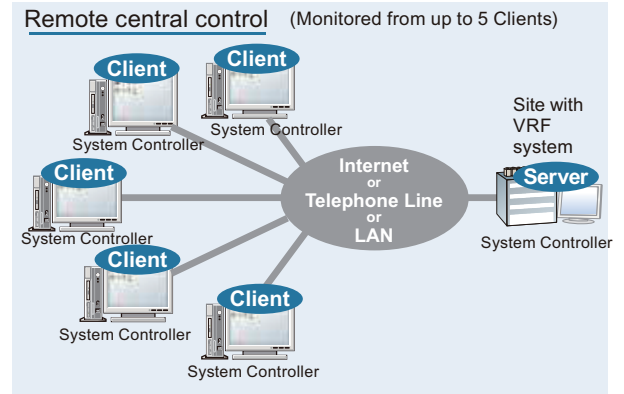 Remote central control (Monitored from up to 5 Clients)
Client
System Controller
Client
System Controller
Client
System Controller
Client
System Controller
Client
System Controller
Internet
or
Telephone Line
or
LAN
Site with
VRF
system
Server
System Controller